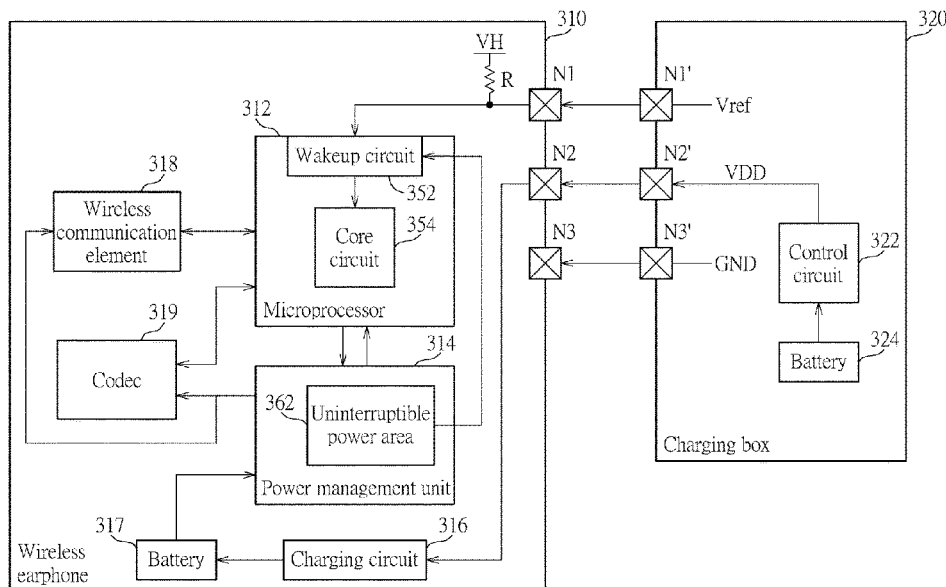 310
320
VH
R
N1
N1'
Vref
312
Wakeup circuit
352
N2
N2'
VDD
318
Wireless
communication
element
Core
circuit
354
N3
N3'
GND
Control
circuit
322
Microprocessor
319
Codec
314
Battery
324
362
Uninterruptible
power area
Power management unit
Charging box
317
Battery
316
Charging circuit
Wireless
earphone